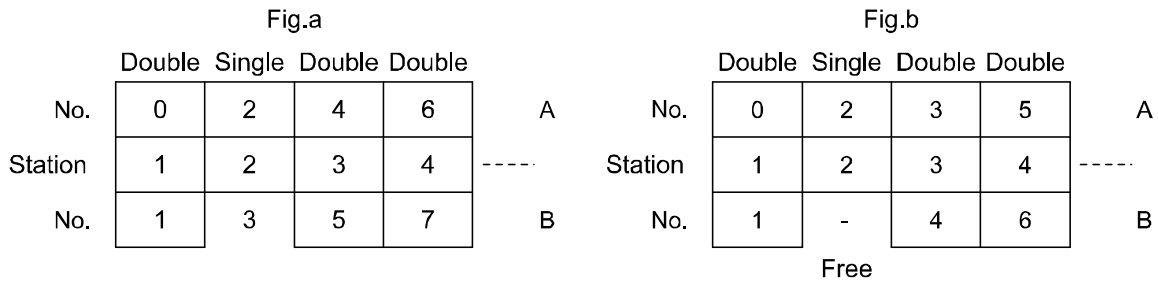 Fig.a
Double Single Double Double
No. 0 2 4 6 A
Station 1 2 3 4 -----
No. 1 3 5 7 B
Fig.b
Double Single Double Double
No. 0 2 3 5 A
Station 1 2 3 4 -----
No. 1 - 4 6 B
Free